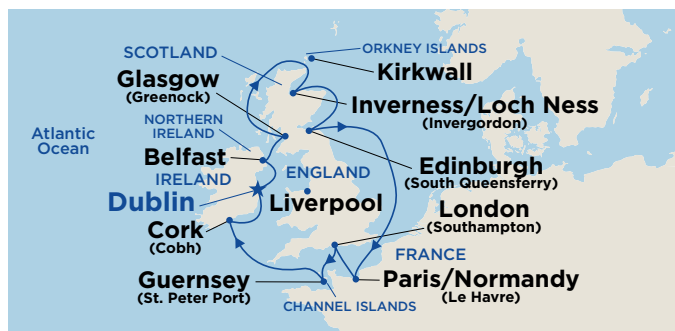 SCOTLAND
ORKNEY ISLANDS
Kirkwall
Glasgow
(Greenock)
Inverness/Loch Ness
(Invergordon)
NORTHERN
IRELAND
Atlantic
Ocean
Belfast
Edinburgh
(South Queensferry)
IRELAND
ENGLAND
Dublin
Liverpool
London
(Southampton)
Cork
(Cobh)
FRANCE
Guernsey
(St. Peter Port)
Paris/Normandy
(Le Havre)
CHANNEL ISLANDS